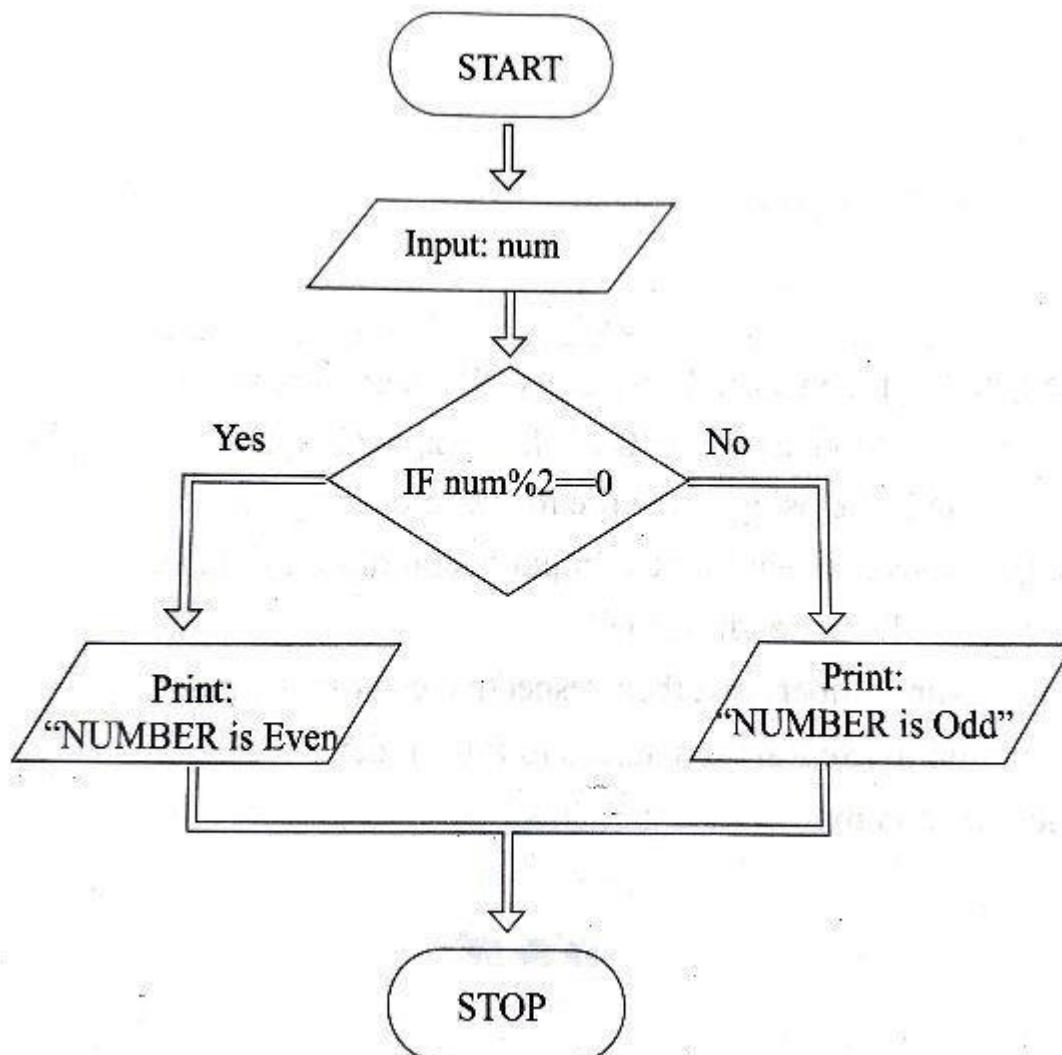 START
Input: num
Yes
No
IF num%2==0
Print:
“NUMBER is Even
Print:
“NUMBER is Odd”
STOP